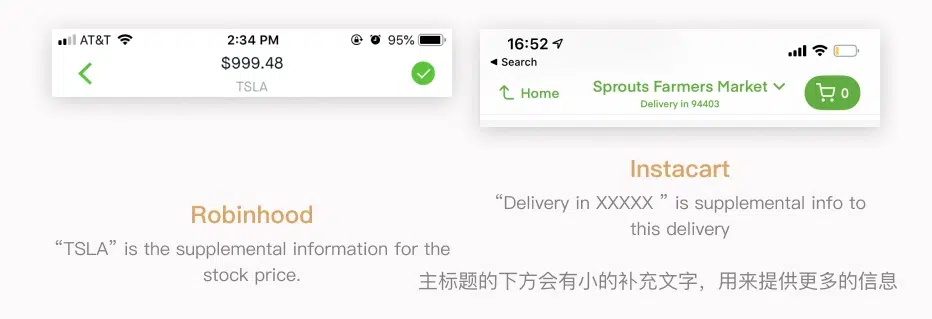 AT&T 2:34 PM 95%
$999.48
TSLA
16:52
Search
Home
Sprouts Farmers Market
Delivery in 94403
0
Instacart
“Delivery in XXXXX ” is supplemental info to
this delivery
Robinhood
“TSLA” is the supplemental information for the
stock price.
主标题的下方会有小的补充文字，用来提供更多的信息